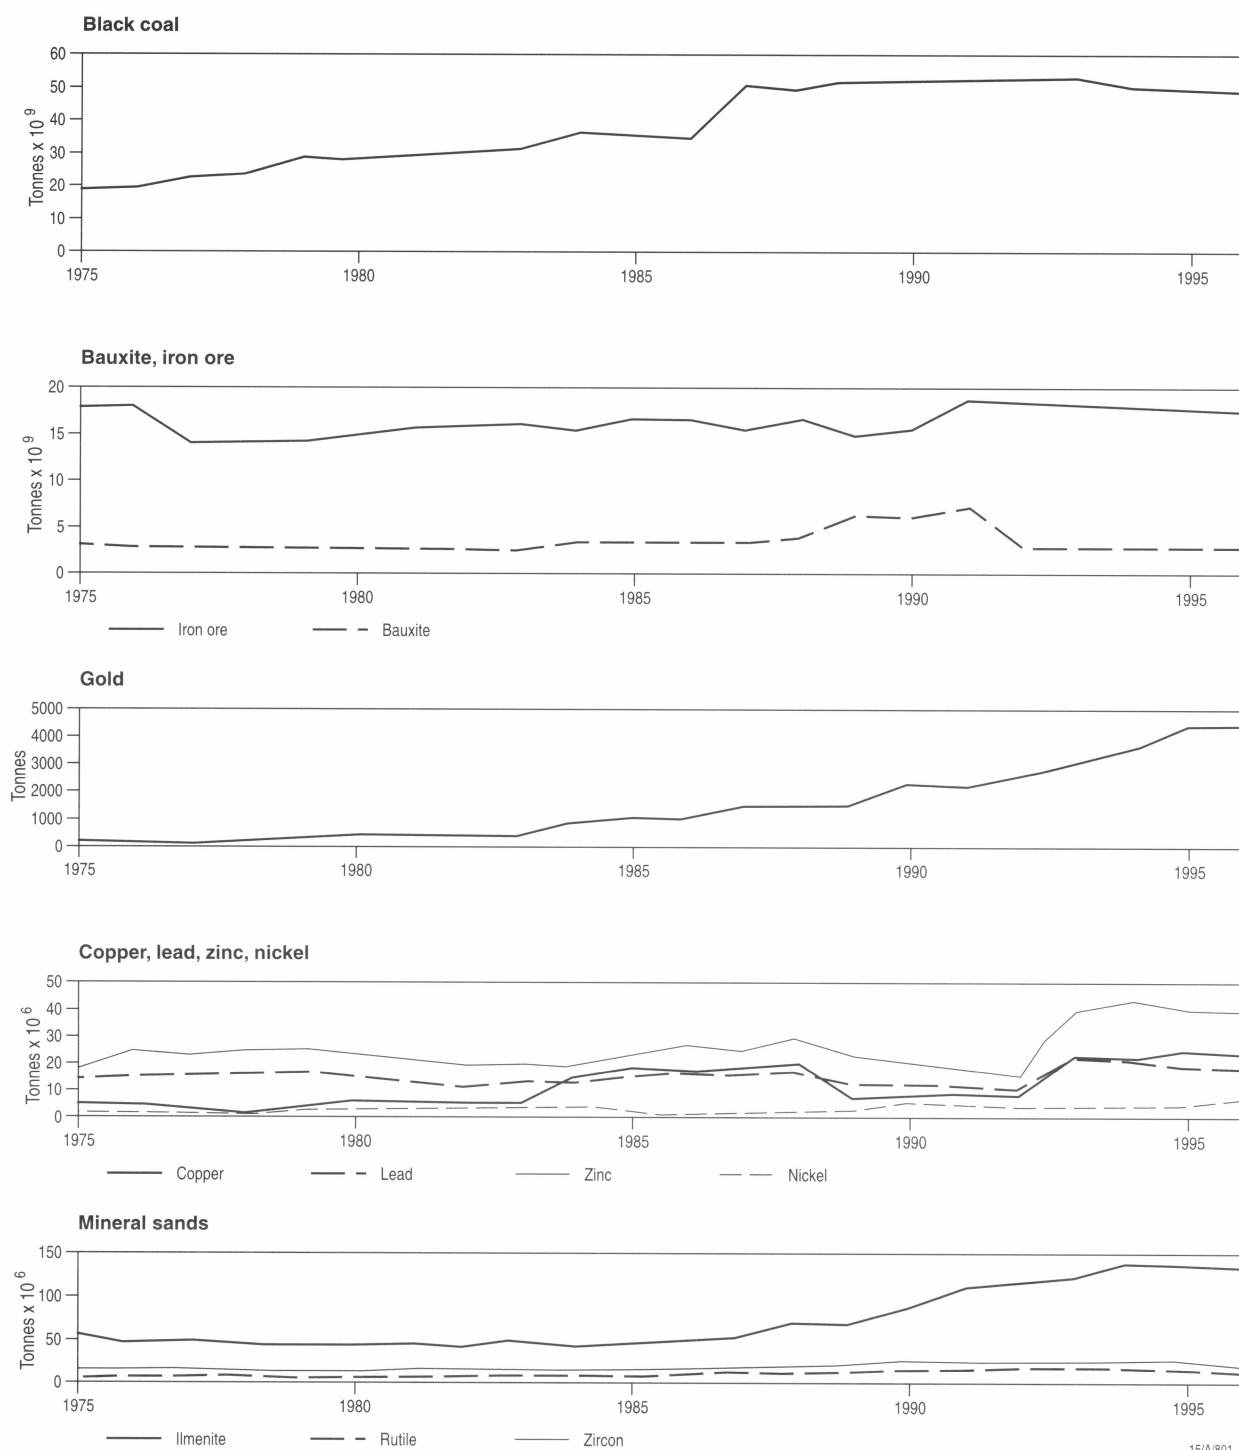 Black coal
60
50
40
30
20
10
0
Tonnes x 10 9
1975 1980 1985 1990 1995
Bauxite, iron ore
20
15
10
5
0
Tonnes x 10 9
1975 1980 1985 1990 1995
Iron ore Bauxite
Gold
5000
4000
3000
2000
1000
0
Tonnes
1975 1980 1985 1990 1995
Copper, lead, zinc, nickel
50
40
30
20
10
0
Tonnes x 10 6
1975 1980 1985 1990 1995
Copper Lead Zinc Nickel
Mineral sands
150
100
50
0
Tonnes x 10 6
1975 1980 1985 1990 1995
Ilmenite Rutile Zircon
15/A/801